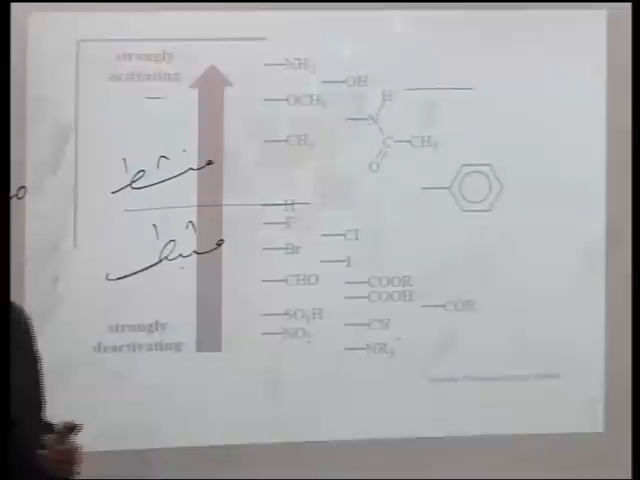 strongly
activating
—NH₂
—OH
—OCH₃
H
—N
C—CH₃
O
—CH₃
منشط
—H
—F
—Cl
مثبط
—Br
—I
—CHO
—COOR
—COOH
—COR
—SO₃H
—CN
—NO₂
—NR₃
strongly
deactivating